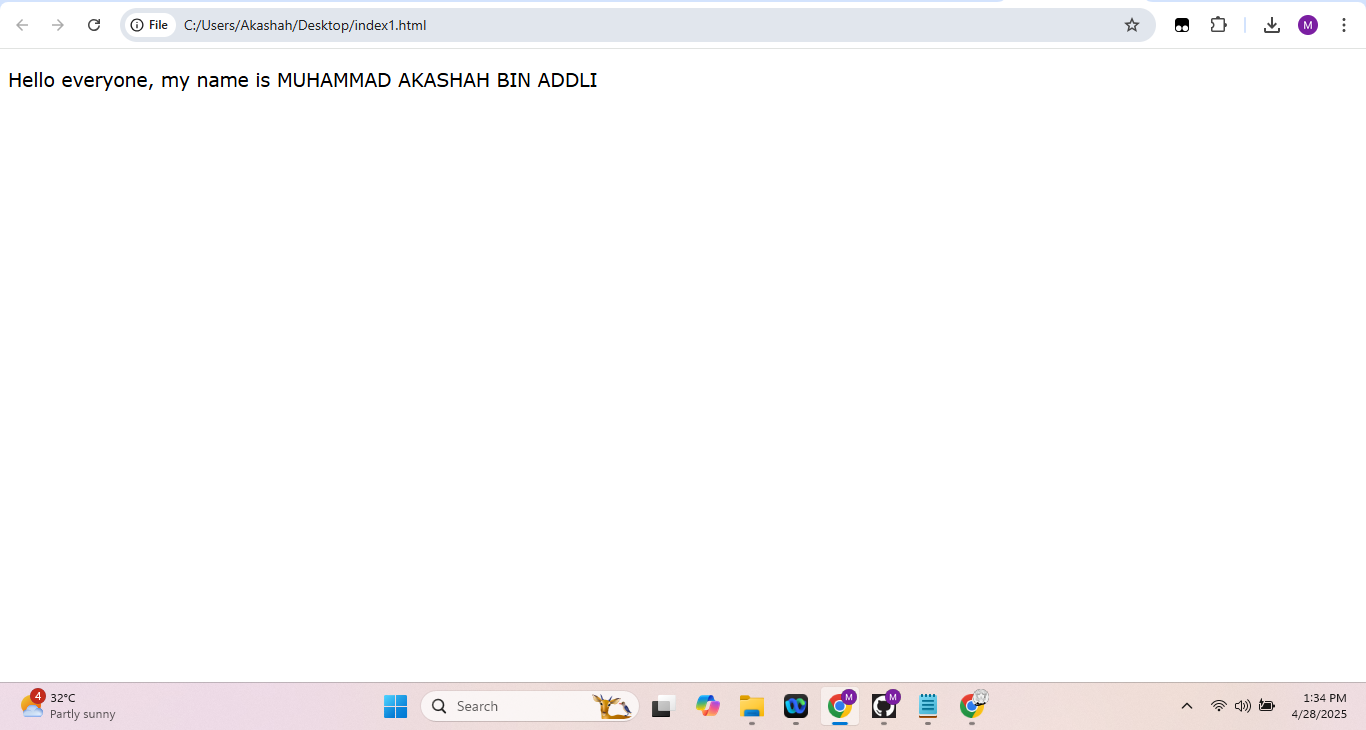 File C:/Users/Akashah/Desktop/index1.html M
Hello everyone, my name is MUHAMMAD AKASHAH BIN ADDLI
4 32°C
Partly sunny
Search
M
M
1:34 PM
4/28/2025